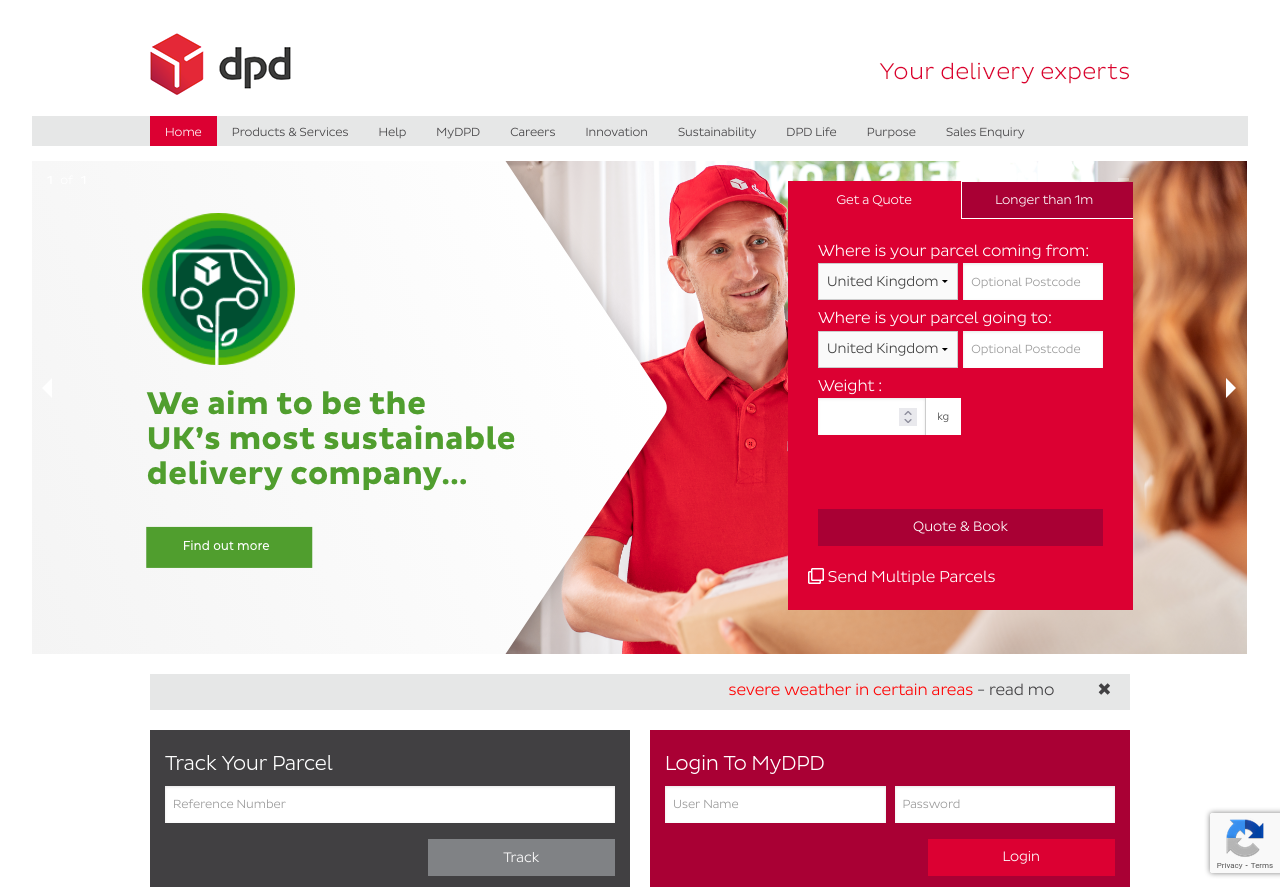 dpd
Your delivery experts
Home Products & Services Help MyDPD Careers Innovation Sustainability DPD Life Purpose Sales Enquiry
Get a Quote Longer than 1m
Where is your parcel coming from:
United Kingdom Optional Postcode
Where is your parcel going to:
United Kingdom Optional Postcode
Weight :
kg
Quote & Book
Send Multiple Parcels
We aim to be the
UK's most sustainable
delivery company...
Find out more
severe weather in certain areas - read mo ✖
Track Your Parcel
Reference Number
Track
Login To MyDPD
User Name Password
Login
Privacy - Terms